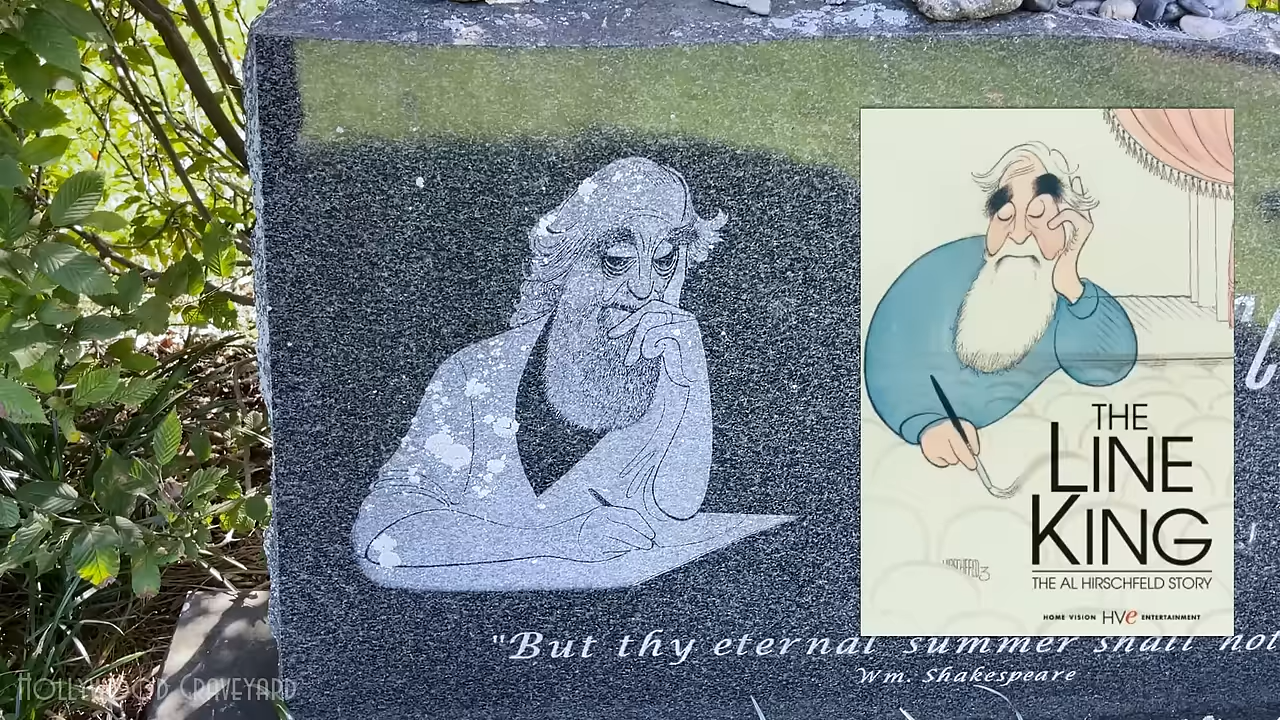 THE
LINE
KING
THE AL HIRSCHFELD STORY
HOME VISION HVe ENTERTAINMENT
"But thy eternal summer shall not
Wm. Shakespeare
HOLLYWOOD GRAVEYARD